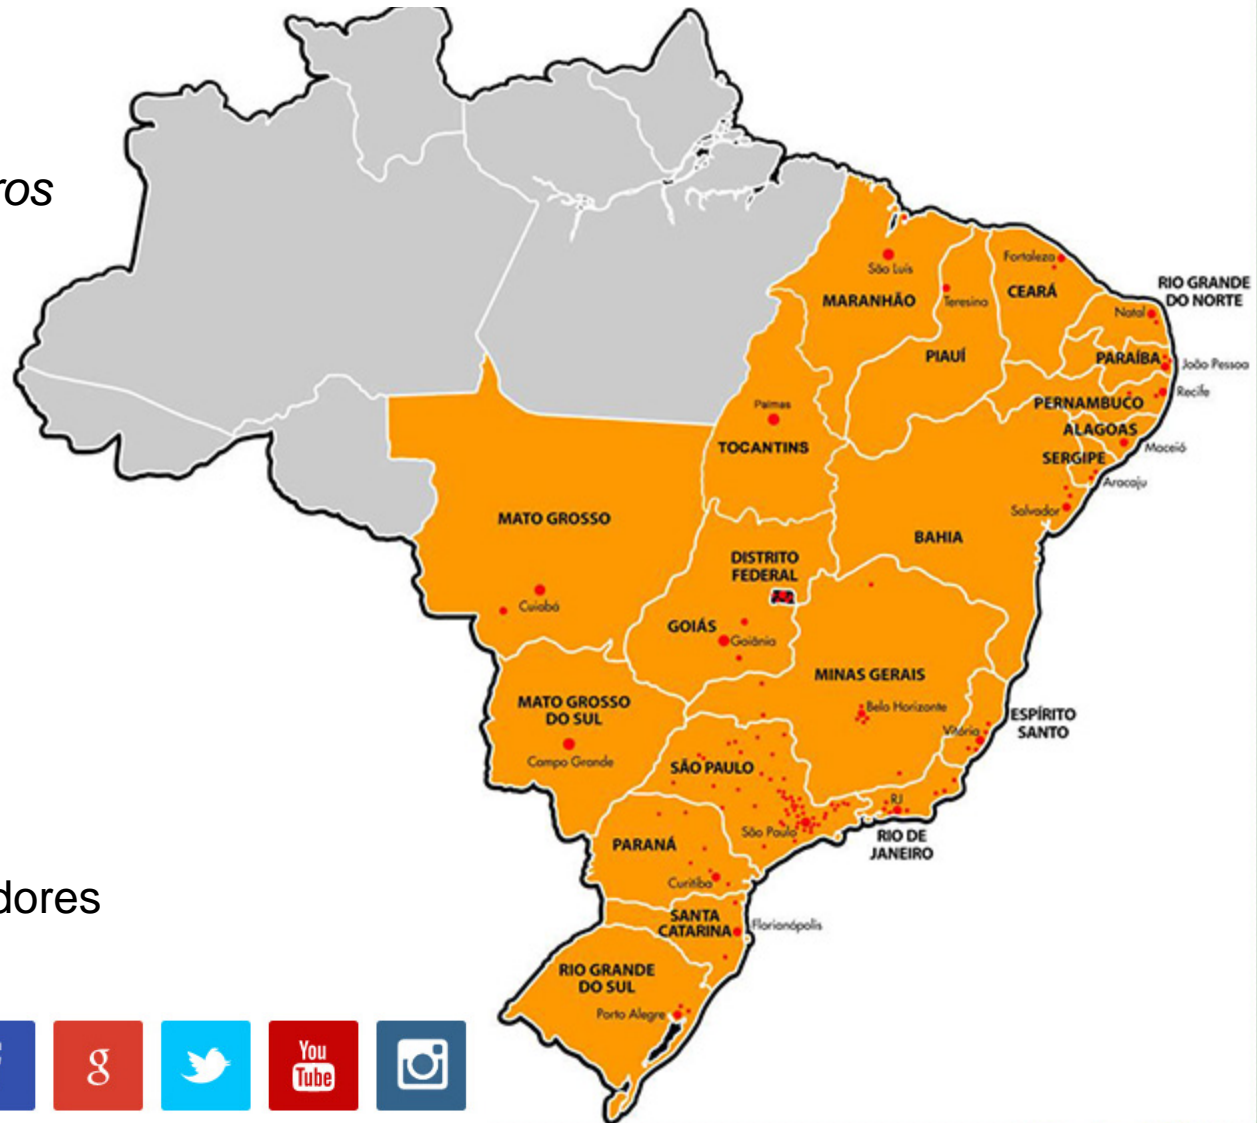 ros
São Luís
MARANHÃO
Teresina
PIAUÍ
Fortaleza
CEARÁ
RIO GRANDE
DO NORTE
Natal
PARAÍBA
João Pessoa
PERNAMBUCO
Recife
ALAGOAS
Maceió
SERGIPE
Aracaju
Salvador
BAHIA
Palmas
TOCANTINS
MATO GROSSO
Cuiabá
DISTRITO
FEDERAL
GOIÁS
Goiânia
MINAS GERAIS
Belo Horizonte
MATO GROSSO
DO SUL
Campo Grande
ESPÍRITO
SANTO
Vitória
SÃO PAULO
São Paulo
RJ
RIO DE
JANEIRO
PARANÁ
Curitiba
dores
SANTA
CATARINA
Florianópolis
RIO GRANDE
DO SUL
Porto Alegre
g
You
Tube